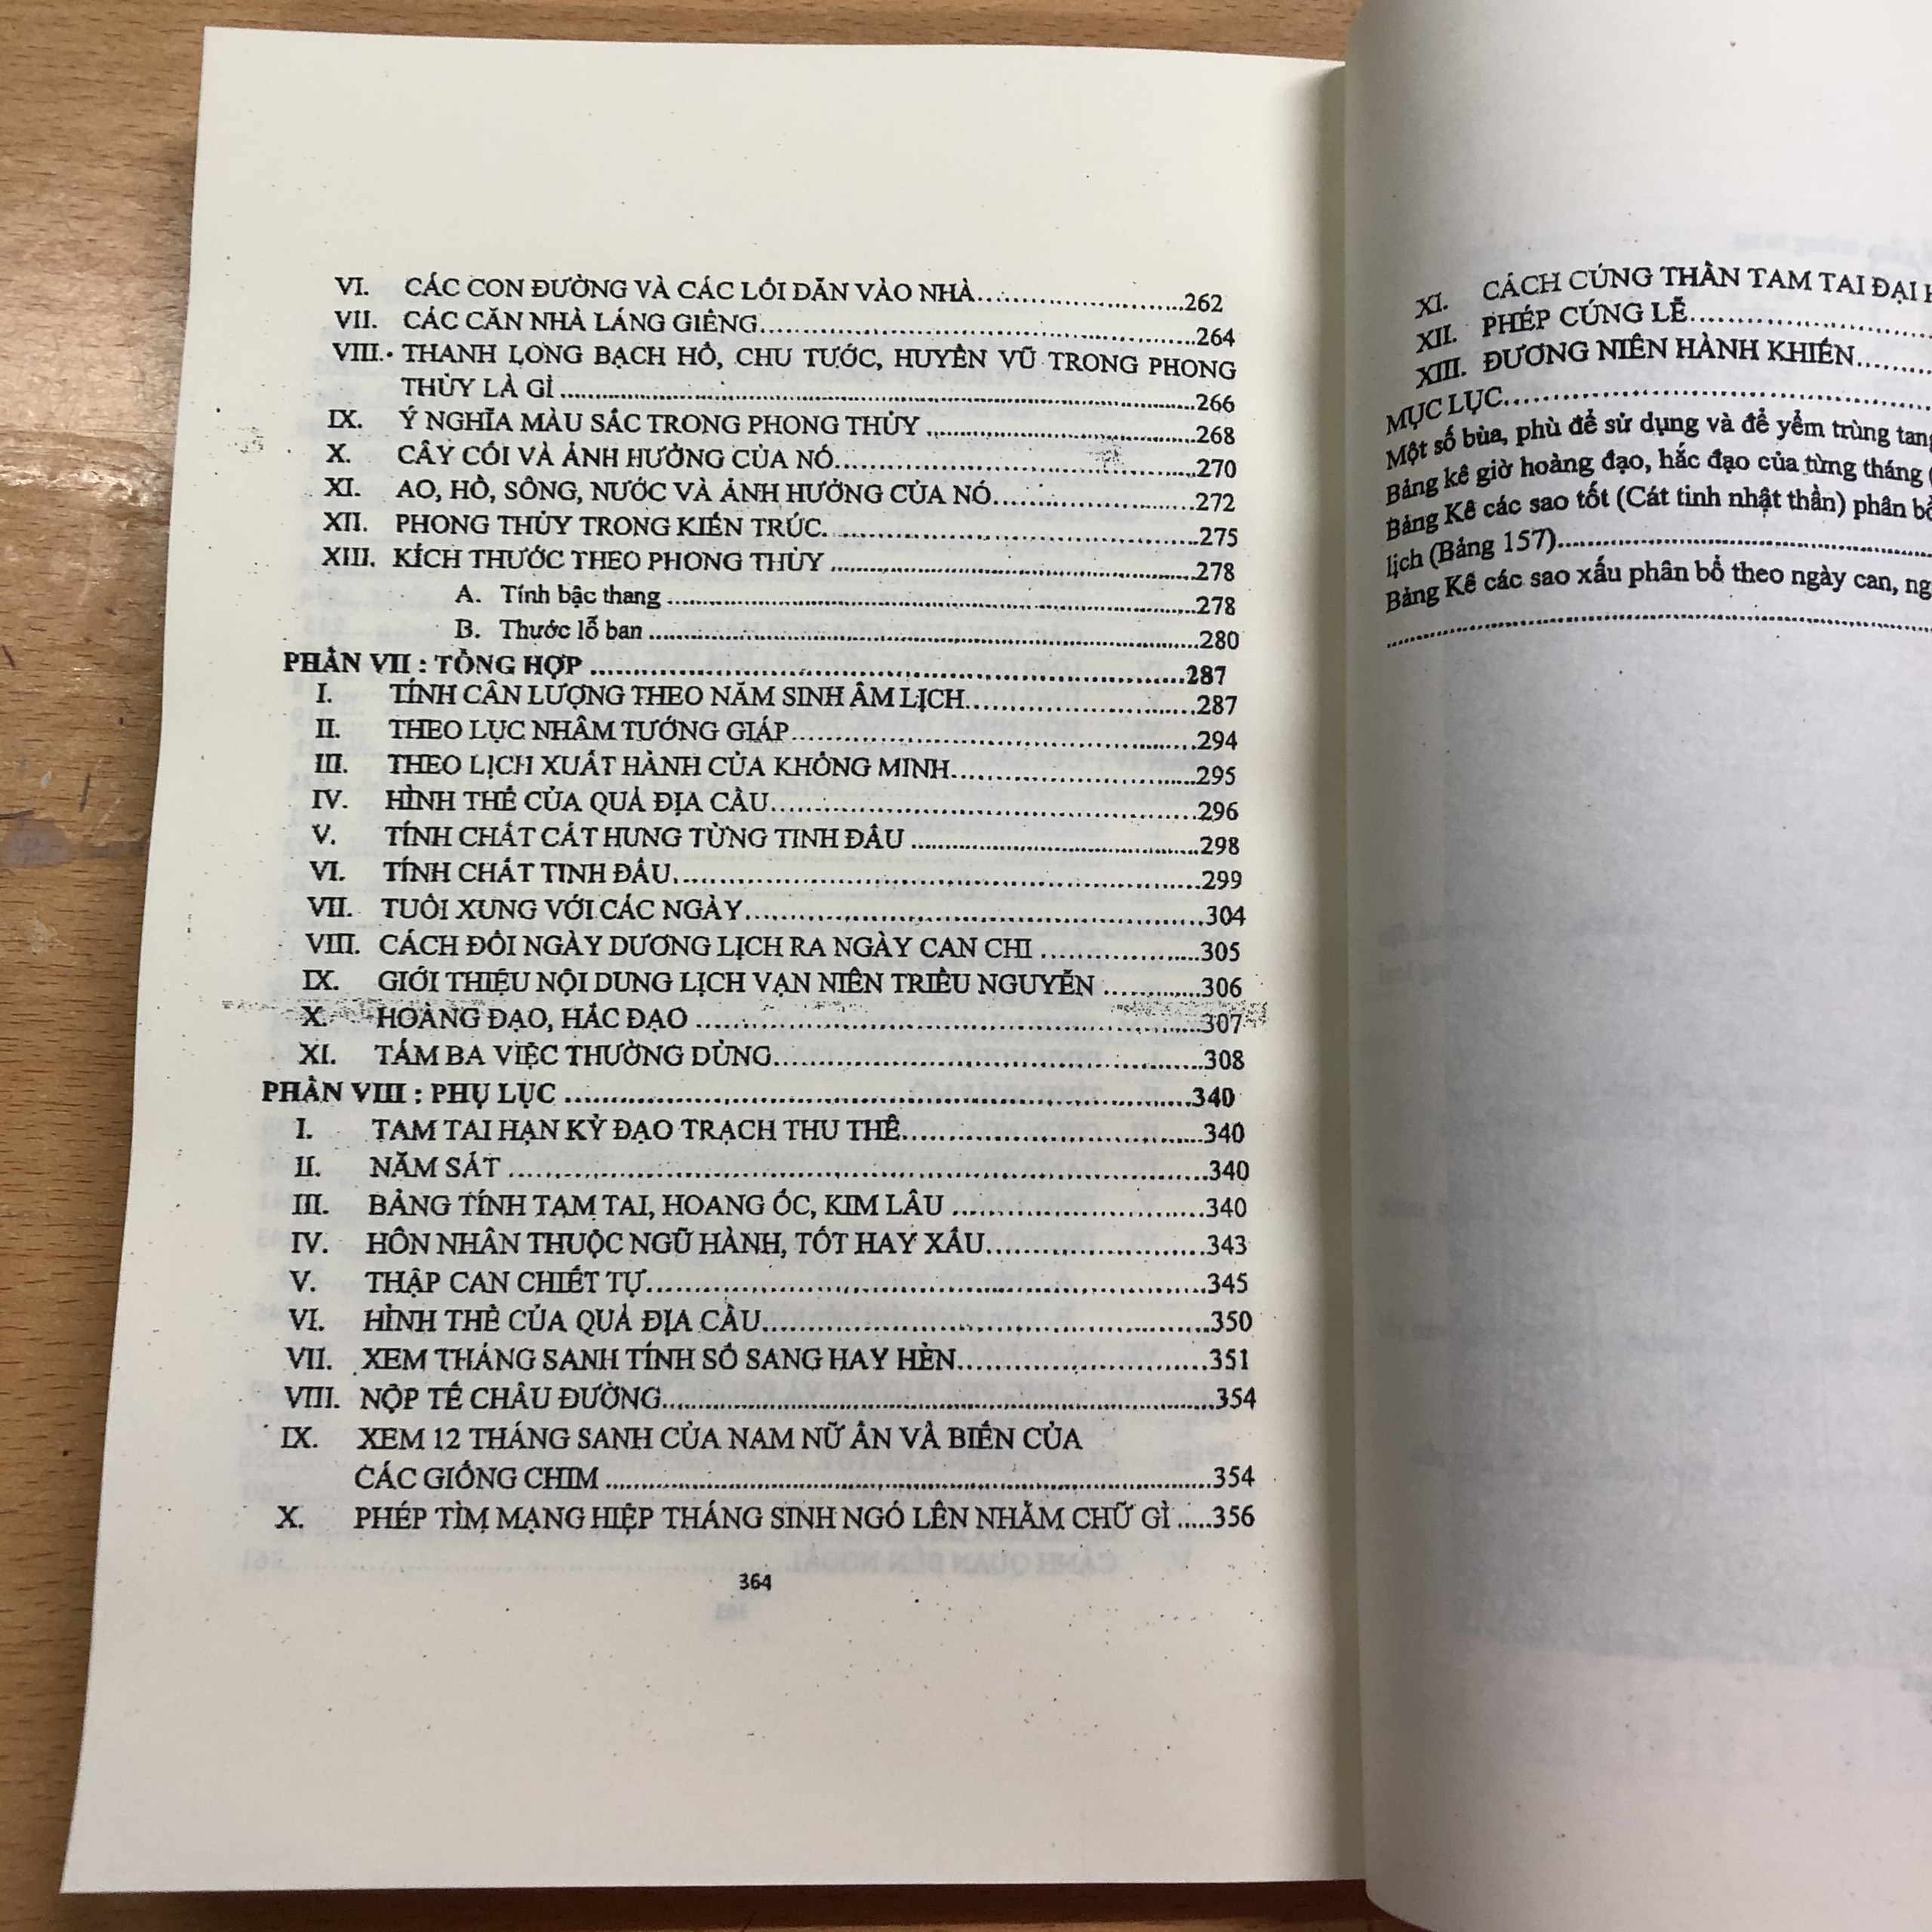 VI. CÁC CON ĐƯỜNG VÀ CÁC LỐI DẪN VÀO NHÀ.................262
VII. CÁC CĂN NHÀ LÁNG GIỀNG.................264
VIII. THANH LONG BẠCH HỔ, CHU TƯỚC, HUYỀN VŨ TRONG PHONG
THỦY LÀ GÌ.................266
IX. Ý NGHĨA MÀU SẮC TRONG PHONG THỦY.................268
X. CÂY CỐI VÀ ẢNH HƯỞNG CỦA NÓ.................270
XI. AO, HỒ, SÔNG, NƯỚC VÀ ẢNH HƯỞNG CỦA NÓ.................272
XII. PHONG THỦY TRONG KIẾN TRÚC.................275
XIII. KÍCH THƯỚC THEO PHONG THỦY.................278
A. Tính bậc thang.................278
B. Thước lỗ ban.................280
PHẦN VII : TỔNG HỢP.................287
I. TÍNH CÂN LƯỢNG THEO NĂM SINH ÂM LỊCH.................287
II. THEO LỤC NHÂM TƯỚNG GIÁP.................294
III. THEO LỊCH XUẤT HÀNH CỦA KHỔNG MINH.................295
IV. HÌNH THẾ CỦA QUẢ ĐỊA CẦU.................296
V. TÍNH CHẤT CÁT HUNG TỪNG TINH ĐẨU.................298
VI. TÍNH CHẤT TINH ĐẨU.................299
VII. TUỔI XUNG VỚI CÁC NGÀY.................304
VIII. CÁCH ĐỔI NGÀY DƯƠNG LỊCH RA NGÀY CAN CHI.................305
IX. GIỚI THIỆU NỘI DUNG LỊCH VẠN NIÊN TRIỀU NGUYỄN.................306
X. HOÀNG ĐẠO, HẮC ĐẠO.................307
XI. TÁM BA VIỆC THƯỜNG DÙNG.................308
PHẦN VIII : PHỤ LỤC.................340
I. TAM TAI HẠN KỲ ĐẠO TRẠCH THU THÊ.................340
II. NĂM SÁT.................340
III. BẢNG TÍNH TAM TAI, HOANG ỐC, KIM LÂU.................340
IV. HÔN NHÂN THUỘC NGŨ HÀNH, TỐT HAY XẤU.................343
V. THẬP CAN CHIẾT TỰ.................345
VI. HÌNH THỂ CỦA QUẢ ĐỊA CẦU.................350
VII. XEM THÁNG SANH TÍNH SỐ SANG HAY HÈN.................351
VIII. NỘP TẾ CHÂU ĐƯỜNG.................354
IX. XEM 12 THÁNG SANH CỦA NAM NỮ ẨN VÀ BIẾN CỦA
CÁC GIỐNG CHIM.................354
X. PHÉP TÌM MẠNG HIỆP THÁNG SINH NGÓ LÊN NHẰM CHỮ GÌ.....356
364
XI. CÁCH CÚNG THẦN TAM TAI ĐẠI
XII. PHÉP CÚNG LỄ.................
XIII. ĐƯƠNG NIÊN HÀNH KHIỂN.................
MỤC LỤC.................
Một số bùa, phù để sử dụng và để yểm trùng tang
Bảng kê giờ hoàng đạo, hắc đạo của từng tháng (
Bảng Kê các sao tốt (Cát tinh nhật thần) phân bổ
lịch (Bảng 157).................
Bảng Kê các sao xấu phân bổ theo ngày can,
.................